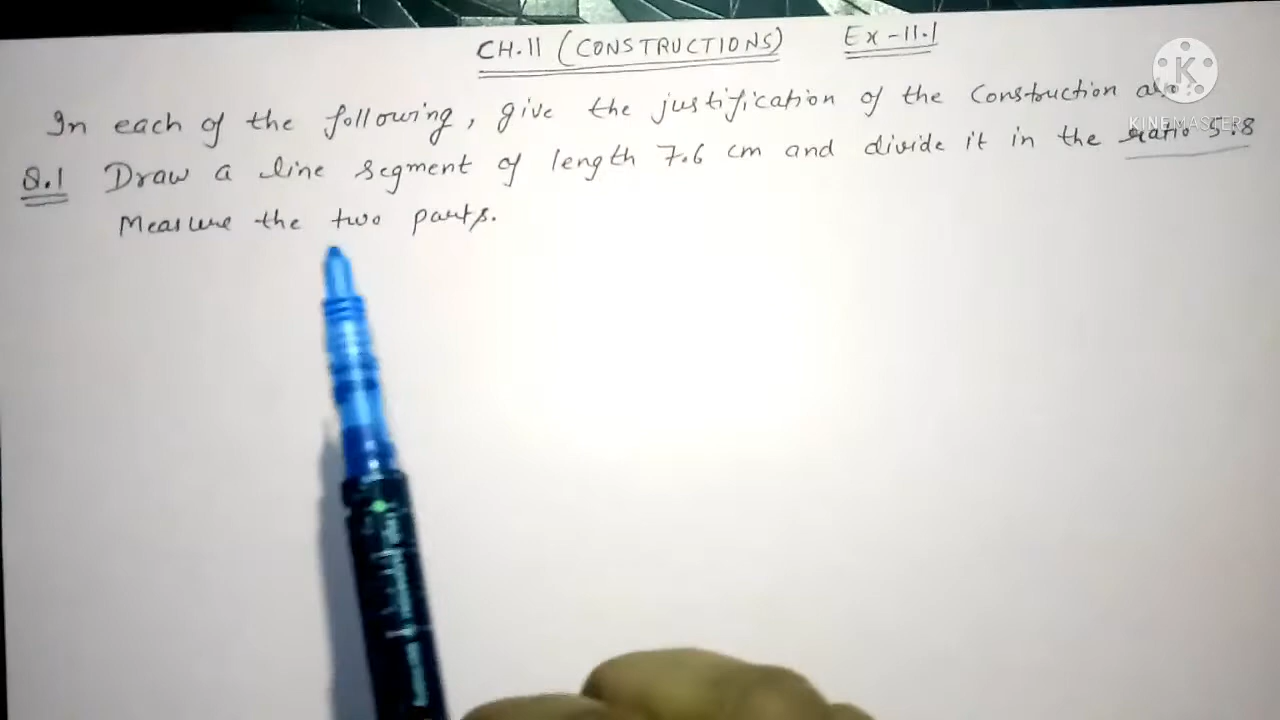 CH.11 (CONSTRUCTIONS) Ex-11.1
In each of the following, give the justification of the construction also
KINEMASTER
Q.1 Draw a line segment of length 7.6 cm and divide it in the ratio 5:8
Measure the two parts.